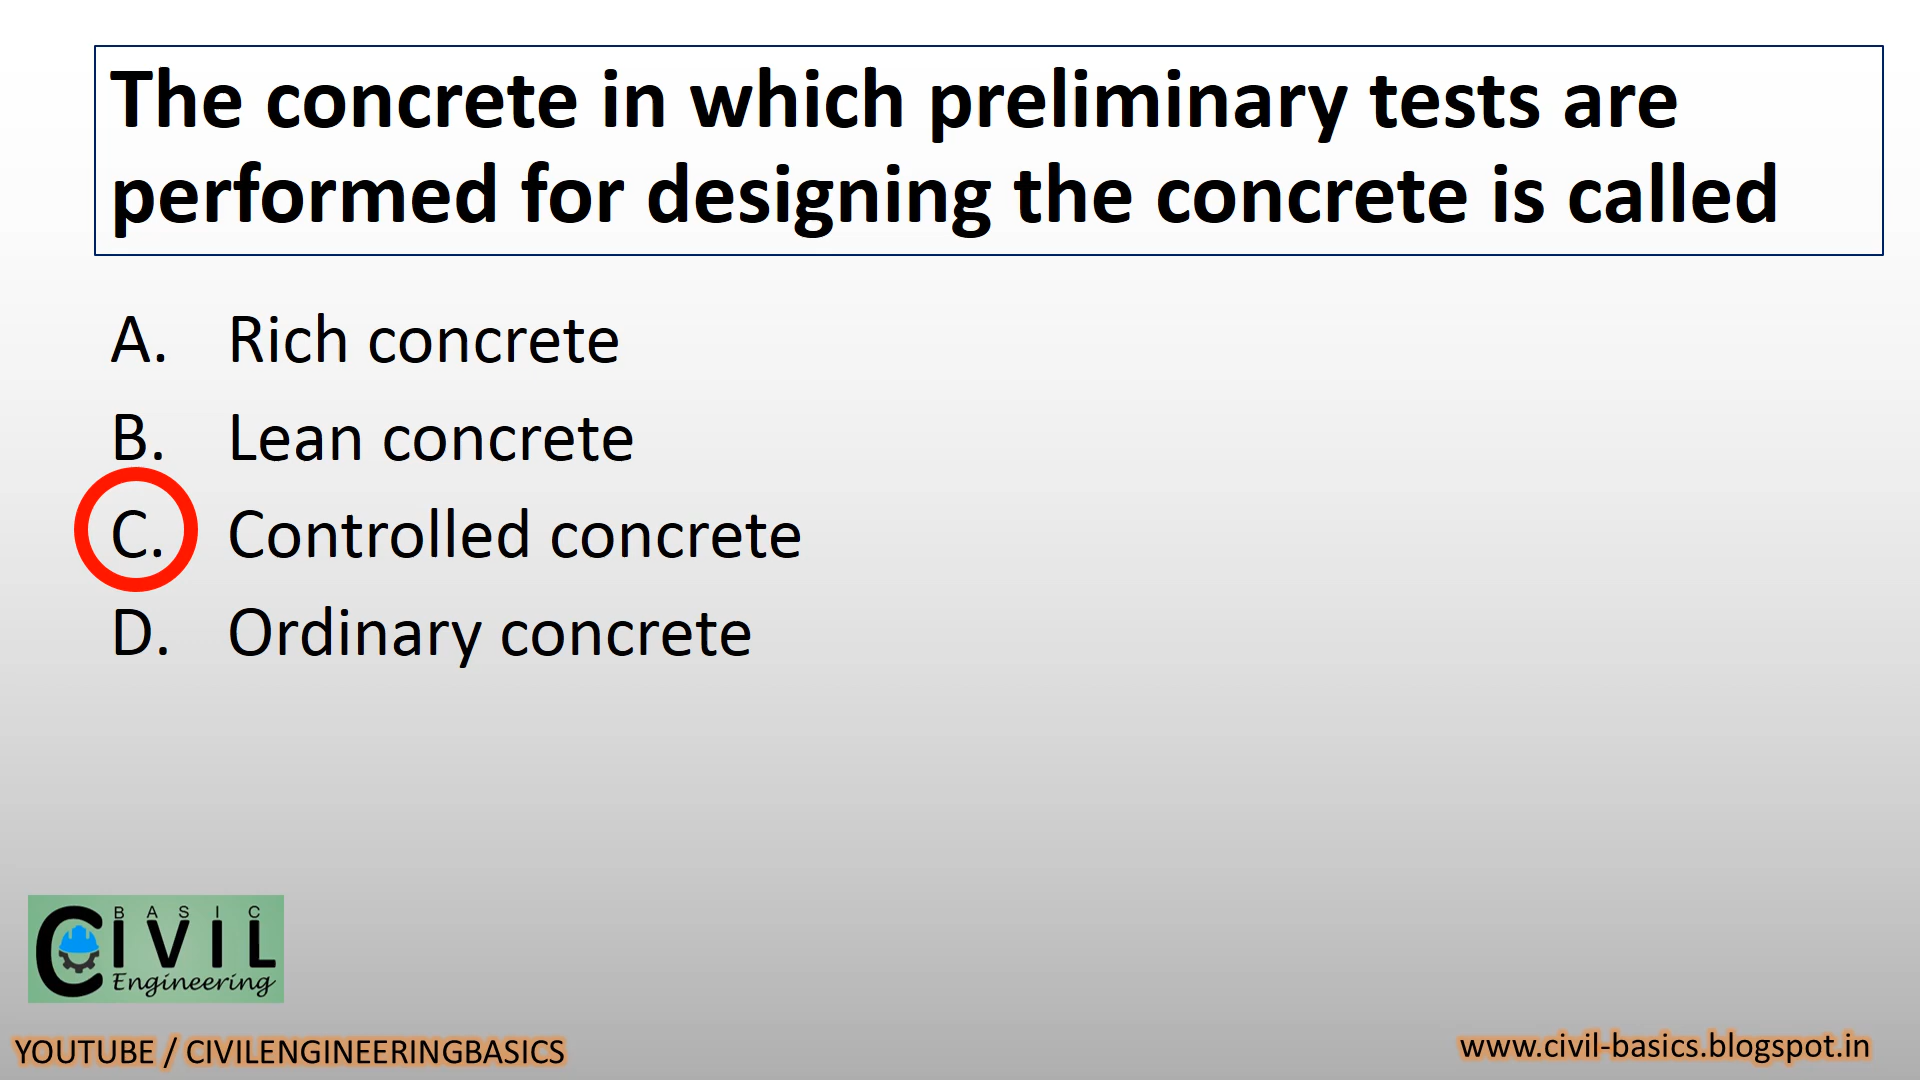 The concrete in which preliminary tests are
performed for designing the concrete is called
A. Rich concrete
B. Lean concrete
C. Controlled concrete
D. Ordinary concrete
BASIC
CIVIL
Engineering
YOUTUBE / CIVILENGINEERINGBASICS
www.civil-basics.blogspot.in